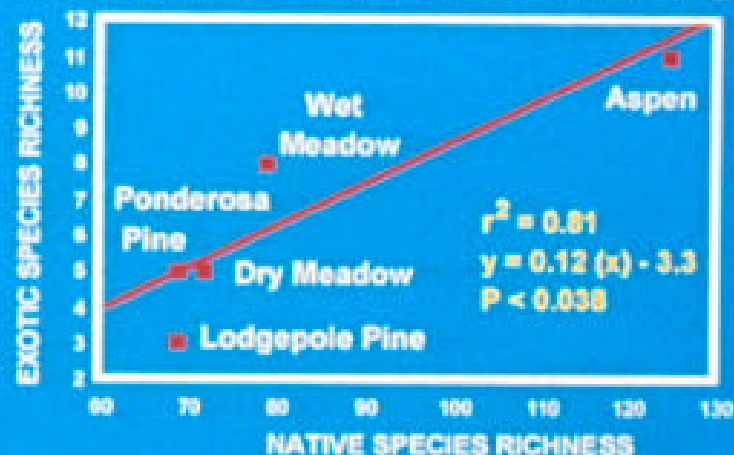 12
11
10
9
8
7
6
5
4
3
2
EXOTIC SPECIES RICHNESS
Wet
Meadow
Aspen
Ponderosa
Pine
Dry Meadow
Lodgepole Pine
r² = 0.81
y = 0.12 (x) - 3.3
P < 0.038
60 70 80 90 100 110 120 130
NATIVE SPECIES RICHNESS